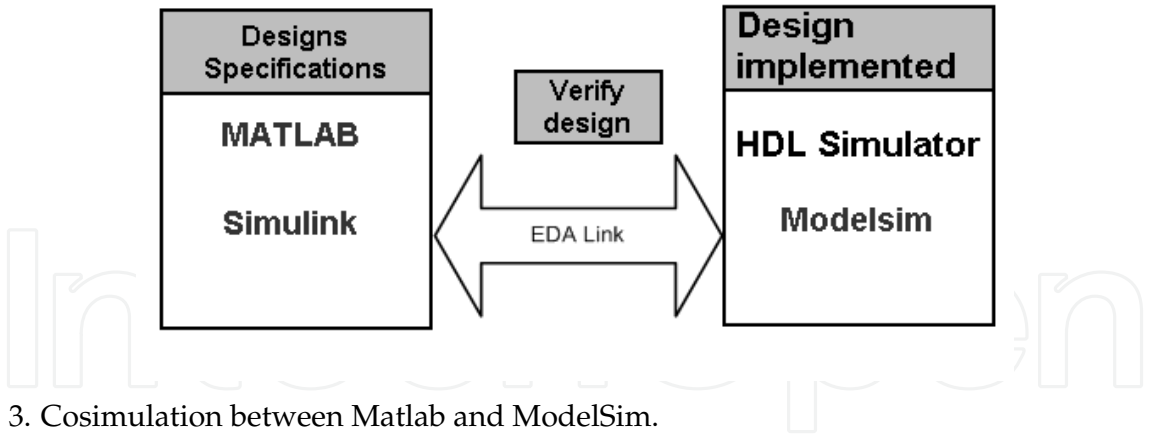 Designs
Specifications
MATLAB
Simulink
Verify
design
EDA Link
Design
implemented
HDL Simulator
Modelsim
IntechOpen
3. Cosimulation between Matlab and ModelSim.